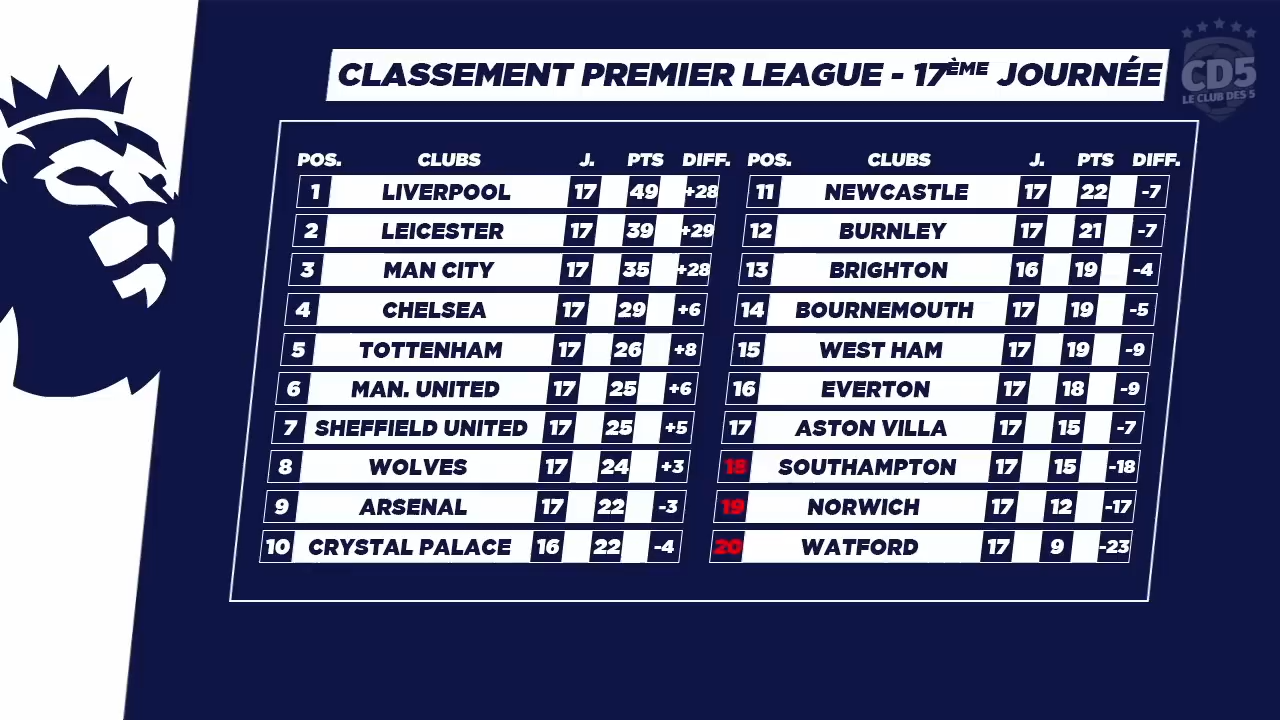 CLASSEMENT PREMIER LEAGUE - 17ÈME JOURNÉE
CD5
LE CLUB DES 5
POS. CLUBS J. PTS DIFF.
1 LIVERPOOL 17 49 +28
2 LEICESTER 17 39 +29
3 MAN CITY 17 35 +28
4 CHELSEA 17 29 +6
5 TOTTENHAM 17 26 +8
6 MAN. UNITED 17 25 +6
7 SHEFFIELD UNITED 17 25 +5
8 WOLVES 17 24 +3
9 ARSENAL 17 22 -3
10 CRYSTAL PALACE 16 22 -4
POS. CLUBS J. PTS DIFF.
11 NEWCASTLE 17 22 -7
12 BURNLEY 17 21 -7
13 BRIGHTON 16 19 -4
14 BOURNEMOUTH 17 19 -5
15 WEST HAM 17 19 -9
16 EVERTON 17 18 -9
17 ASTON VILLA 17 15 -7
18 SOUTHAMPTON 17 15 -18
19 NORWICH 17 12 -17
20 WATFORD 17 9 -23